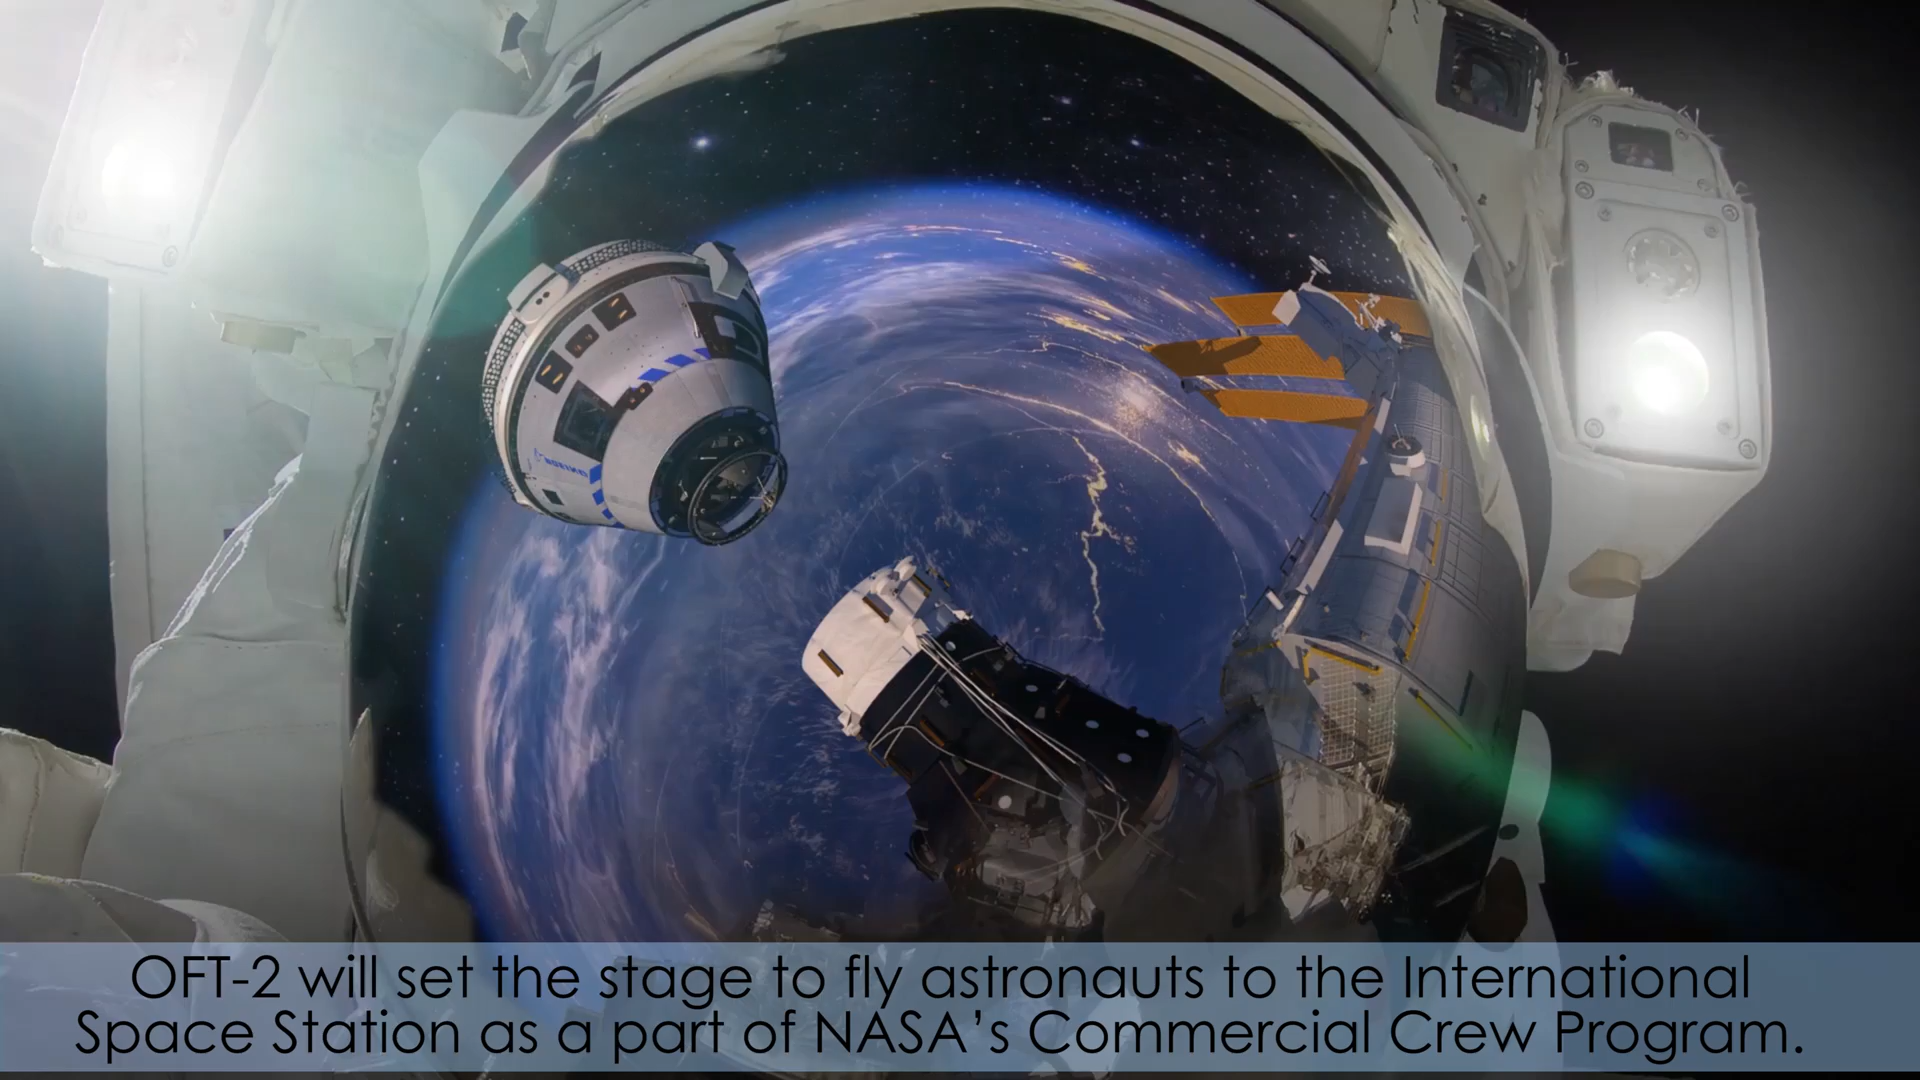 BOEING
OFT-2 will set the stage to fly astronauts to the International
Space Station as a part of NASA’s Commercial Crew Program.